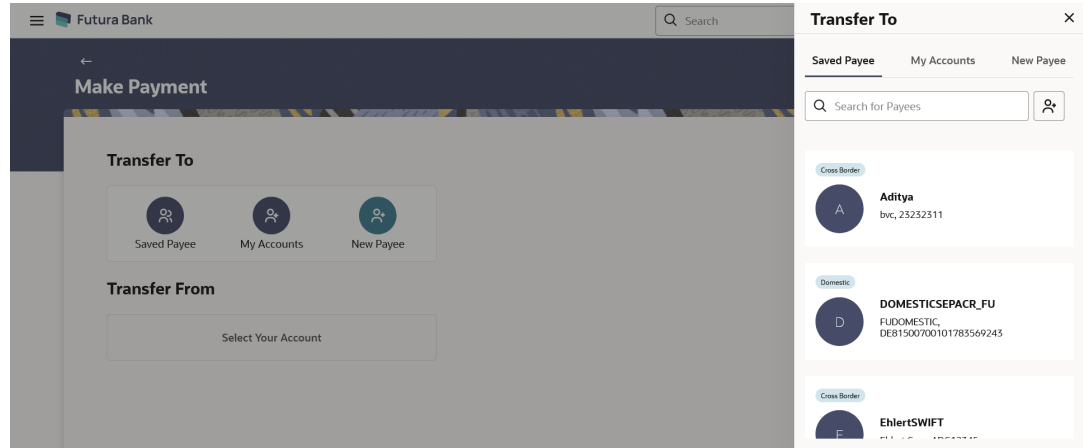 Futura Bank
Search
Make Payment
Transfer To
Saved Payee
My Accounts
New Payee
Transfer From
Select Your Account
Transfer To
Saved Payee
My Accounts
New Payee
Search for Payees
Cross Border
A
Aditya
bvc, 23232311
Domestic
D
DOMESTICSEPACR_FU
FUDOMESTIC,
DE81500700101783569243
Cross Border
E
EhlertSWIFT